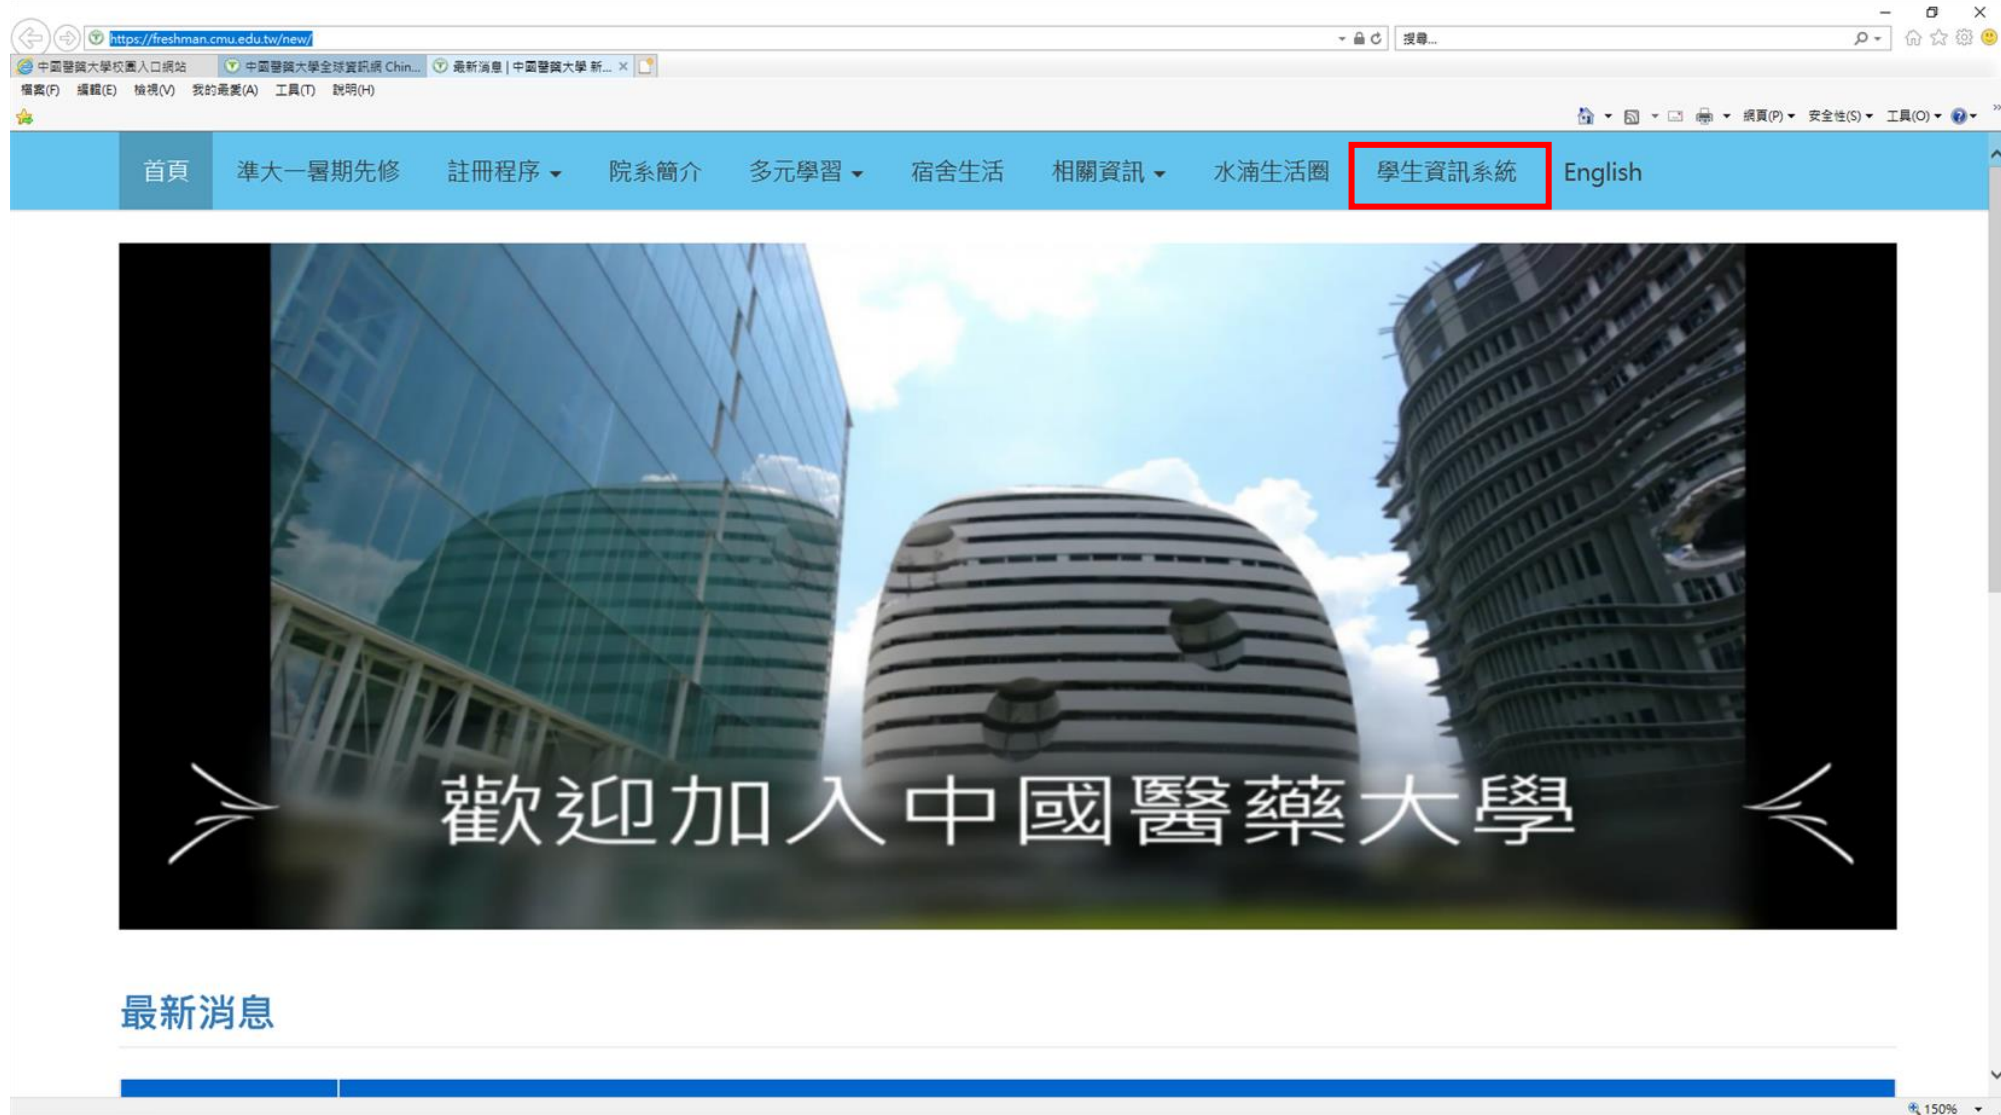 https://freshman.cmu.edu.tw/new/
搜尋...
中國醫藥大學校園入口網站
中國醫藥大學全球資訊網 Chin...
最新消息 | 中國醫藥大學 新...
檔案(F) 編輯(E) 檢視(V) 我的最愛(A) 工具(T) 說明(H)
網頁(P) 安全性(S) 工具(O)
首頁 準大一暑期先修 註冊程序 院系簡介 多元學習 宿舍生活 相關資訊 水湳生活圈 學生資訊系統 English
歡迎加入中國醫藥大學
最新消息
150%